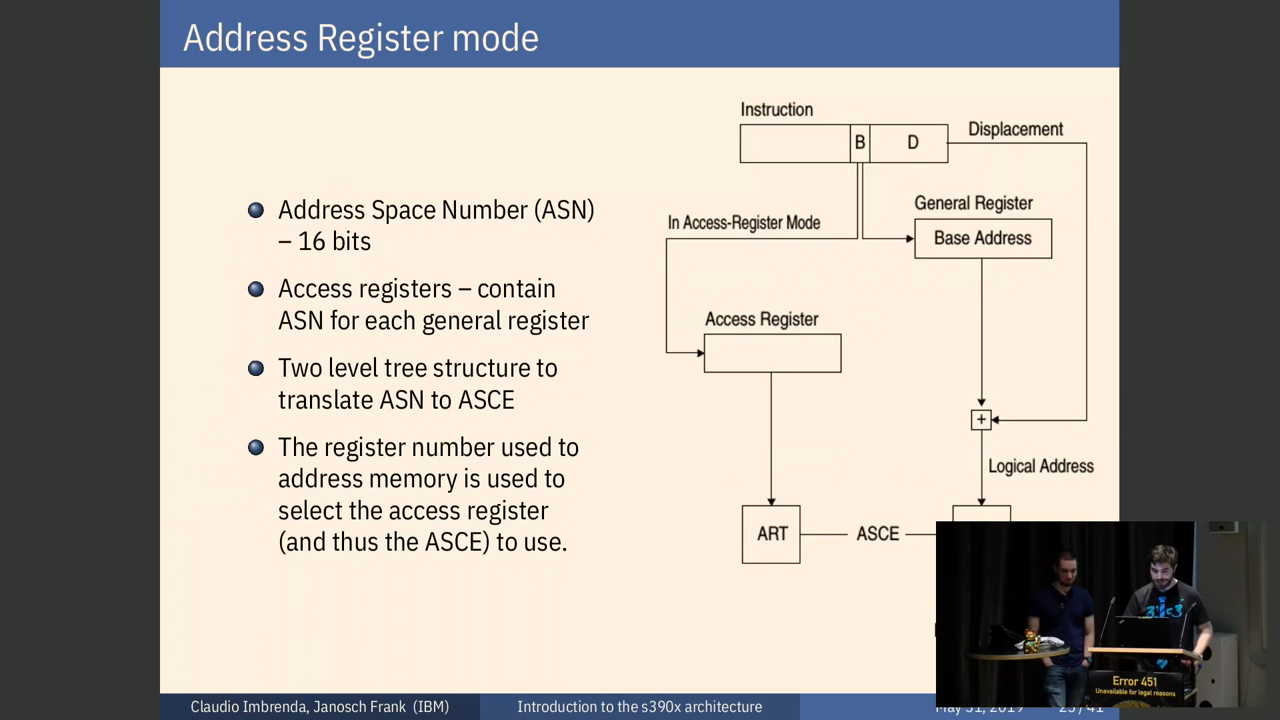 Address Register mode
Address Space Number (ASN)
– 16 bits
Access registers – contain
ASN for each general register
Two level tree structure to
translate ASN to ASCE
The register number used to
address memory is used to
select the access register
(and thus the ASCE) to use.
Instruction
B
D
Displacement
General Register
In Access-Register Mode
Base Address
Access Register
+
Logical Address
ART
ASCE
Error 451
Unavailable for legal reasons
Claudio Imbrenda, Janosch Frank (IBM)
Introduction to the s390x architecture
May 31, 2019